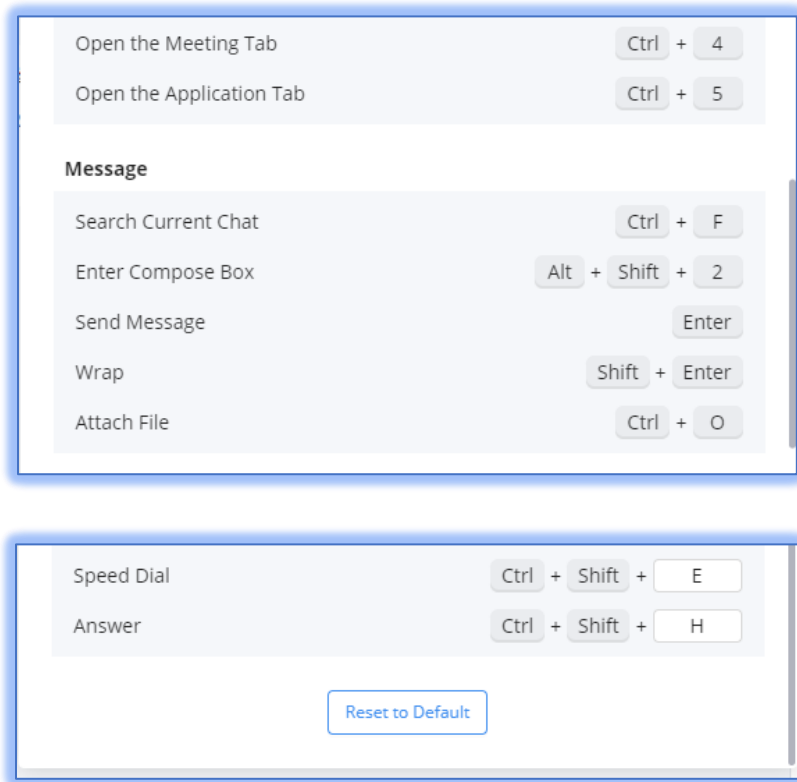 Open the Meeting Tab Ctrl + 4
Open the Application Tab Ctrl + 5
Message
Search Current Chat Ctrl + F
Enter Compose Box Alt + Shift + 2
Send Message Enter
Wrap Shift + Enter
Attach File Ctrl + O
Speed Dial Ctrl + Shift + E
Answer Ctrl + Shift + H
Reset to Default